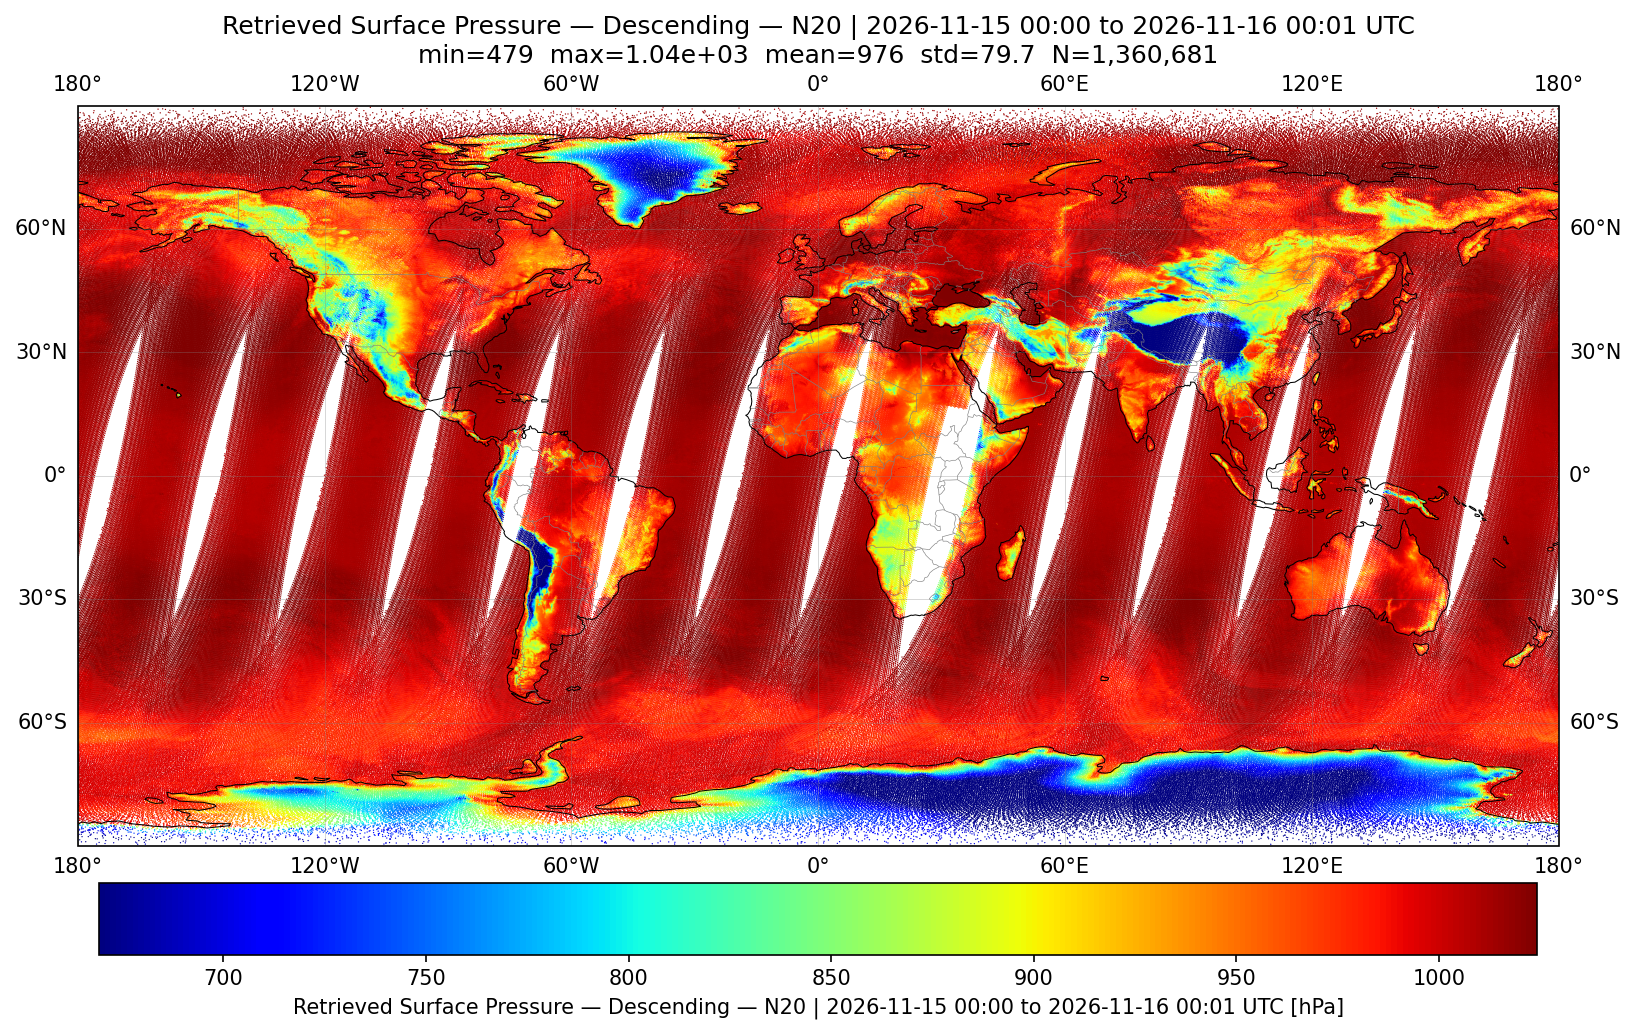 Retrieved Surface Pressure — Descending — N20 | 2026-11-15 00:00 to 2026-11-16 00:01 UTC
min=479 max=1.04e+03 mean=976 std=79.7 N=1,360,681
180° 120°W 60°W 0° 60°E 120°E 180°
60°N 60°N
30°N 30°N
0° 0°
30°S 30°S
60°S 60°S
180° 120°W 60°W 0° 60°E 120°E 180°
700 750 800 850 900 950 1000
Retrieved Surface Pressure — Descending — N20 | 2026-11-15 00:00 to 2026-11-16 00:01 UTC [hPa]